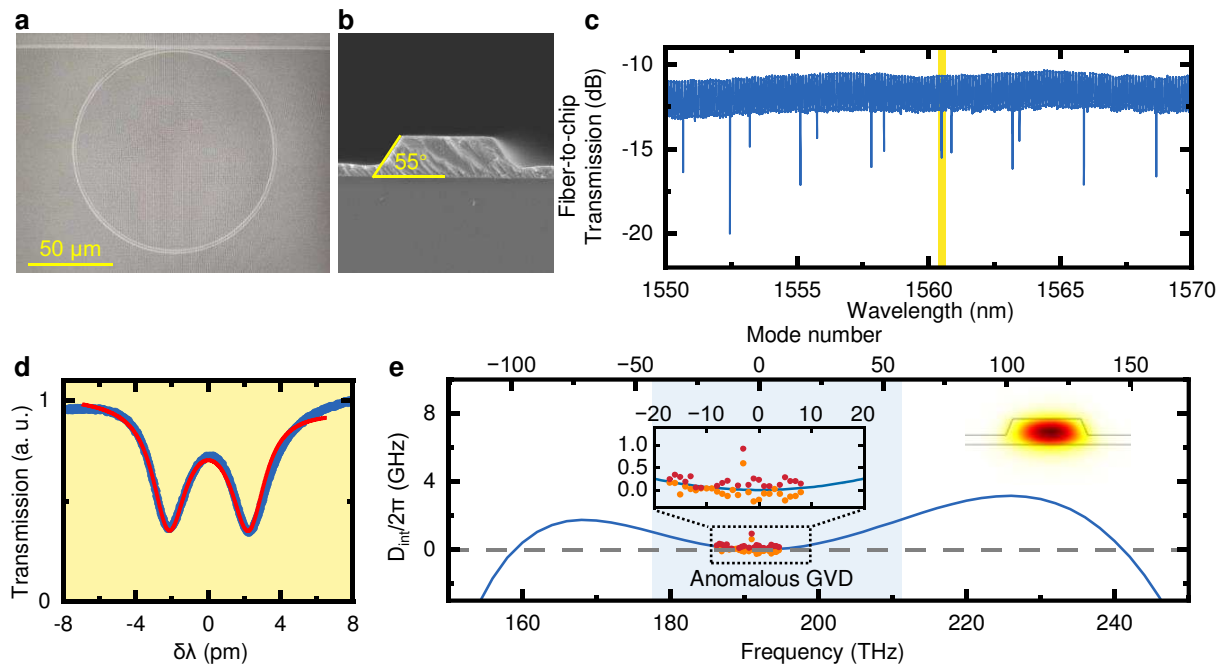 a
50 µm
b
55°
c
Fiber-to-chip
Transmission (dB)
-10
-15
-20
1550
1555
1560
1565
1570
Wavelength (nm)
d
Transmission (a. u.)
1
0
-8
-4
0
4
8
δλ (pm)
e
Mode number
−100
−50
0
50
100
150
D_int/2π (GHz)
8
4
0
-20
-10
0
10
20
1.0
0.5
0.0
Anomalous GVD
160
180
200
220
240
Frequency (THz)